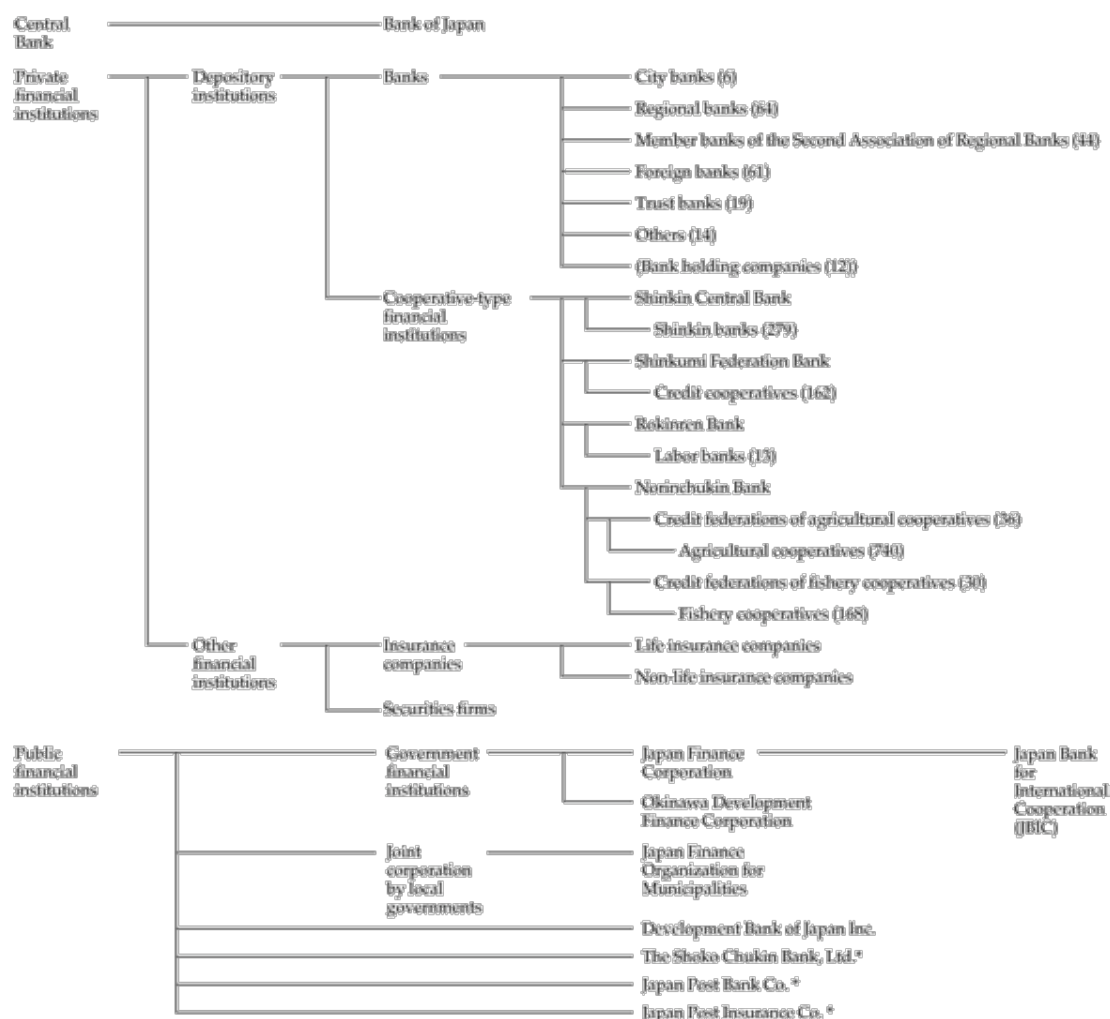 Central
Bank
Bank of Japan
Private
financial
institutions
Depository
institutions
Banks
City banks (6)
Regional banks (64)
Member banks of the Second Association of Regional Banks (44)
Foreign banks (61)
Trust banks (19)
Others (14)
(Bank holding companies (12))
Cooperative-type
financial
institutions
Shinkin Central Bank
Shinkin banks (279)
Shinkumi Federation Bank
Credit cooperatives (162)
Rokinren Bank
Labor banks (13)
Norinchukin Bank
Credit federations of agricultural cooperatives (36)
Agricultural cooperatives (740)
Credit federations of fishery cooperatives (30)
Fishery cooperatives (168)
Other
financial
institutions
Insurance
companies
Life insurance companies
Non-life insurance companies
Securities firms
Public
financial
institutions
Government
financial
institutions
Japan Finance
Corporation
Japan Bank
for
International
Cooperation
(JBIC)
Okinawa Development
Finance Corporation
Joint
corporation
by local
governments
Japan Finance
Organization for
Municipalities
Development Bank of Japan Inc.
The Shoko Chukin Bank, Ltd.*
Japan Post Bank Co. *
Japan Post Insurance Co. *